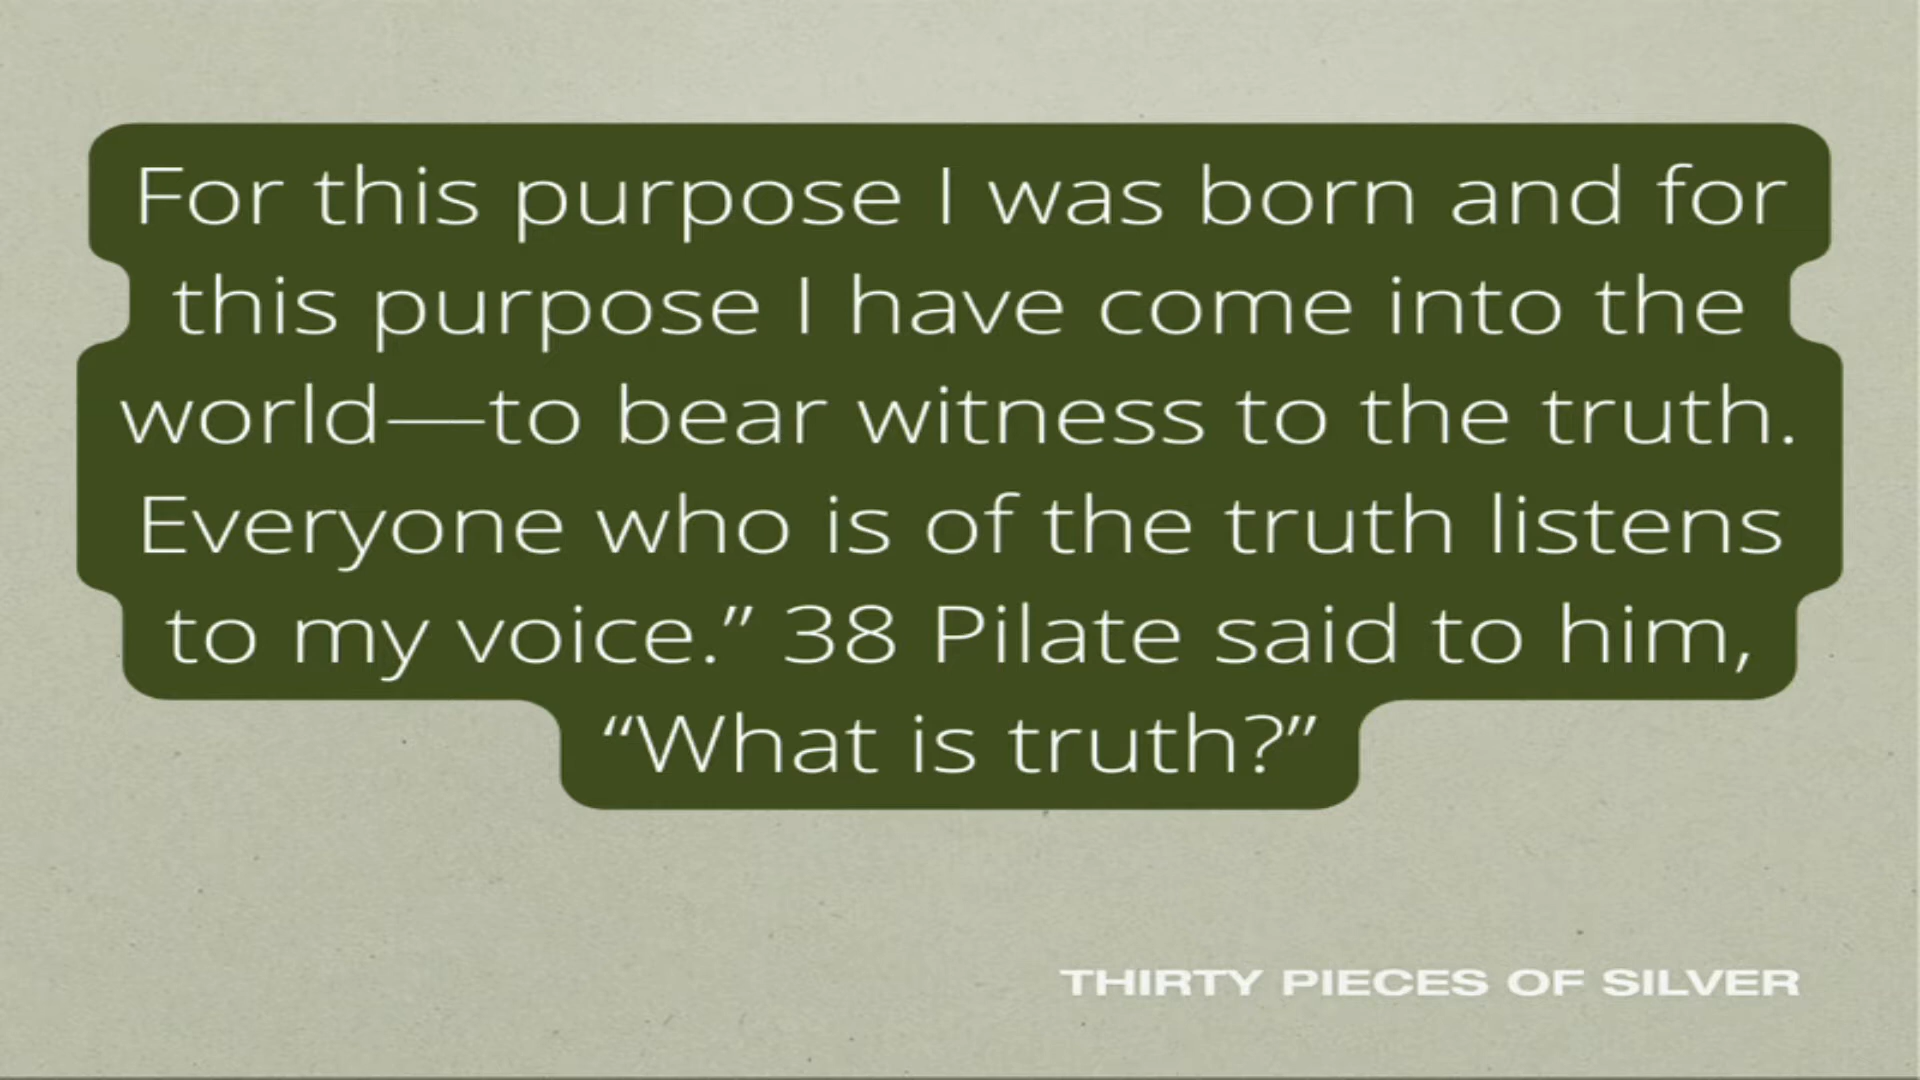 For this purpose I was born and for
this purpose I have come into the
world—to bear witness to the truth.
Everyone who is of the truth listens
to my voice.” 38 Pilate said to him,
“What is truth?”
THIRTY PIECES OF SILVER